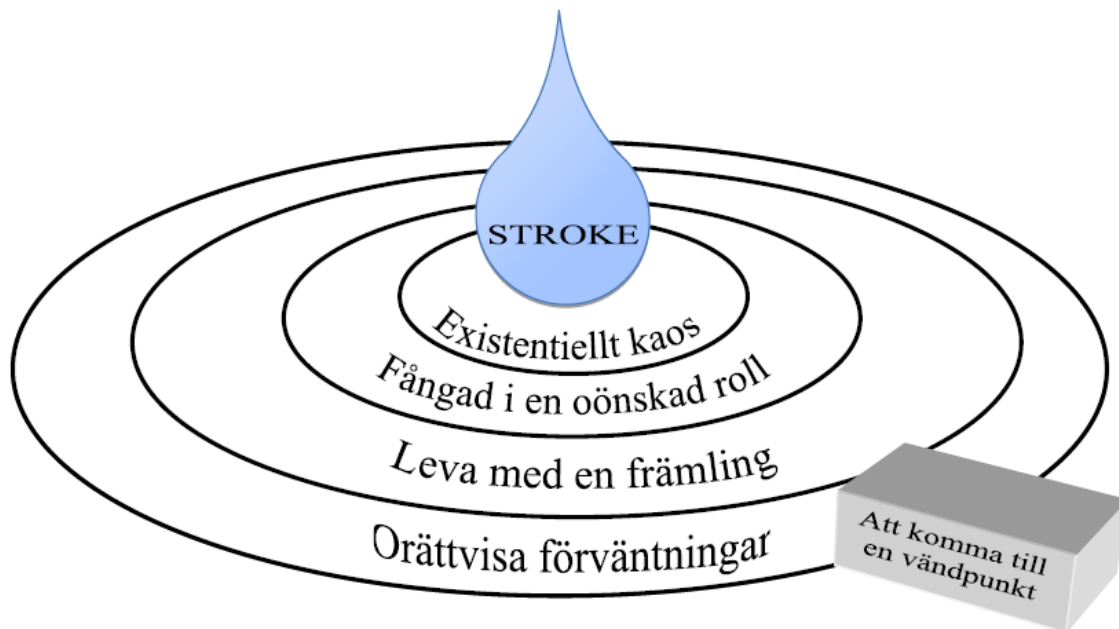 STROKE
Existentiellt kaos
Fångad i en oönskad roll
Leva med en främling
Orättvisa förväntningar
Att komma till
en vändpunkt